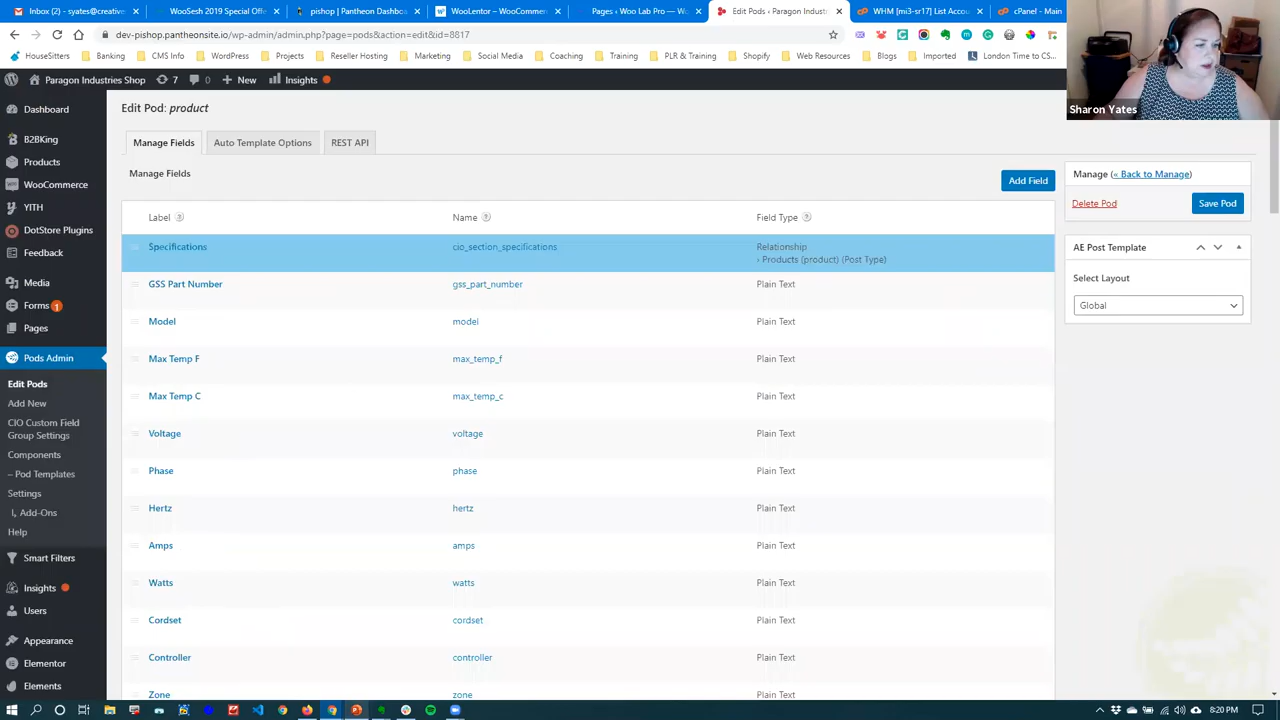 Inbox (2) - syates@creative
WooSesh 2019 Special Offe
pishop | Pantheon Dashboa
WooLentor – WooCommer
Pages ‹ Woo Lab Pro — Wo
Edit Pods ‹ Paragon Indust
WHM [mi3-sr17] List Accou
cPanel - Main
dev-pishop.pantheonsite.io/wp-admin/admin.php?page=pods&action=edit&id=8817
HouseSitters
Banking
CMS Info
WordPress
Projects
Reseller Hosting
Marketing
Social Media
Coaching
Training
PLR & Training
Shopify
Web Resources
Blogs
Imported
London Time to CS...
Paragon Industries Shop
7
0
New
Insights
Sharon Yates
Dashboard
B2BKing
Products
WooCommerce
YITH
DotStore Plugins
Feedback
Media
Forms 1
Pages
Pods Admin
Edit Pods
Add New
CIO Custom Field
Group Settings
Components
– Pod Templates
Settings
I, Add-Ons
Help
Smart Filters
Insights
Users
Appearance
Elementor
Elements
Edit Pod: product
Manage Fields
Auto Template Options
REST API
Manage Fields
Add Field
Label ?
Name ?
Field Type ?
Specifications
cio_section_specifications
Relationship
› Products (product) (Post Type)
GSS Part Number
gss_part_number
Plain Text
Model
model
Plain Text
Max Temp F
max_temp_f
Plain Text
Max Temp C
max_temp_c
Plain Text
Voltage
voltage
Plain Text
Phase
phase
Plain Text
Hertz
hertz
Plain Text
Amps
amps
Plain Text
Watts
watts
Plain Text
Cordset
cordset
Plain Text
Controller
controller
Plain Text
Zone
zone
Plain Text
Manage (« Back to Manage)
Delete Pod
Save Pod
AE Post Template
Select Layout
Global
8:20 PM